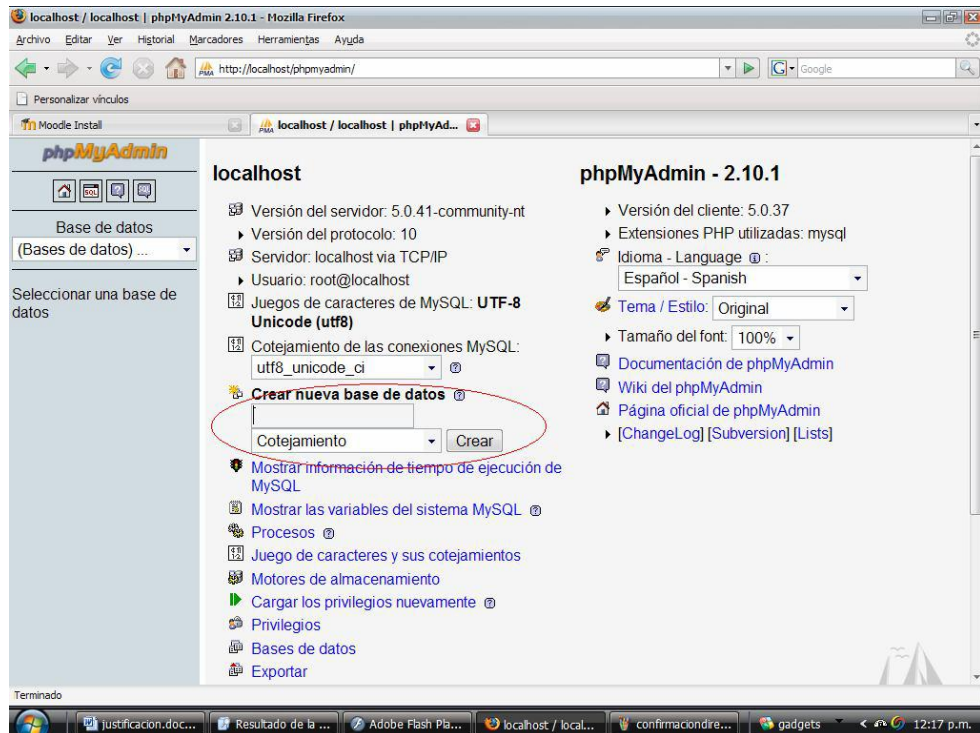 localhost / localhost | phpMyAdmin 2.10.1 - Mozilla Firefox
Archivo Editar Ver Historial Marcadores Herramientas Ayuda
PMA http://localhost/phpmyadmin/
G Google
Personalizar vínculos
Moodle Install
PMA localhost / localhost | phpMyAd...
phpMyAdmin
SQL
Base de datos
(Bases de datos) ...
Seleccionar una base de
datos
localhost
Versión del servidor: 5.0.41-community-nt
Versión del protocolo: 10
Servidor: localhost via TCP/IP
Usuario: root@localhost
Juegos de caracteres de MySQL: UTF-8
Unicode (utf8)
Cotejamiento de las conexiones MySQL:
utf8_unicode_ci
Crear nueva base de datos
Cotejamiento
Crear
Mostrar información de tiempo de ejecución de
MySQL
Mostrar las variables del sistema MySQL
Procesos
Juego de caracteres y sus cotejamientos
Motores de almacenamiento
Cargar los privilegios nuevamente
Privilegios
Bases de datos
Exportar
phpMyAdmin - 2.10.1
Versión del cliente: 5.0.37
Extensiones PHP utilizadas: mysql
Idioma - Language :
Español - Spanish
Tema / Estilo: Original
Tamaño del font: 100%
Documentación de phpMyAdmin
Wiki del phpMyAdmin
Página oficial de phpMyAdmin
[ChangeLog] [Subversion] [Lists]
Terminado
justificacion.doc...
Resultado de la ...
Adobe Flash Pla...
localhost / local...
confirmaciondire...
gadgets
12:17 p.m.